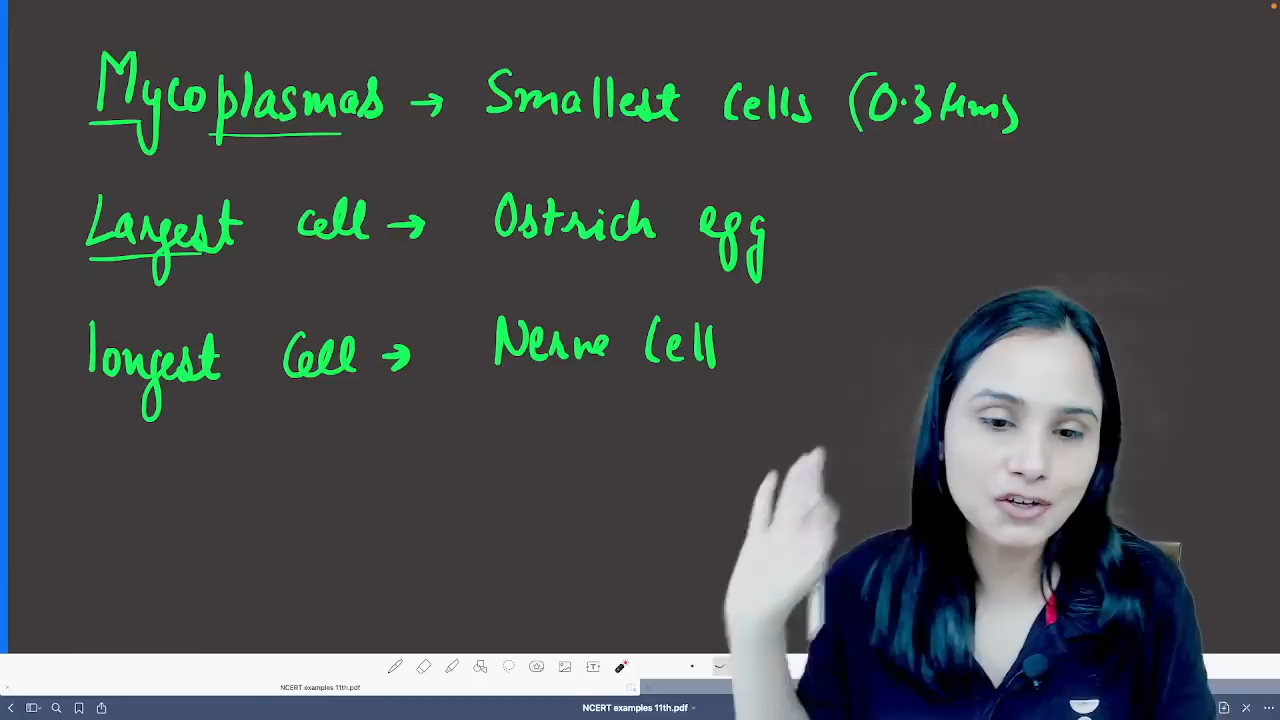 Mycoplasmas → Smallest cells (0.3 μm)
Largest cell → Ostrich egg
longest Cell → Nerve Cell
NCERT examples 11th.pdf
NCERT examples 11th.pdf